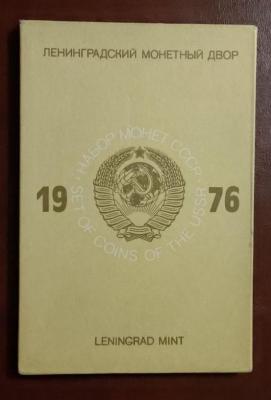 ЛЕНИНГРАДСКИЙ МОНЕТНЫЙ ДВОР
НАБОР МОНЕТ СССР
19 76
SET OF COINS OF THE USSR
LENINGRAD MINT